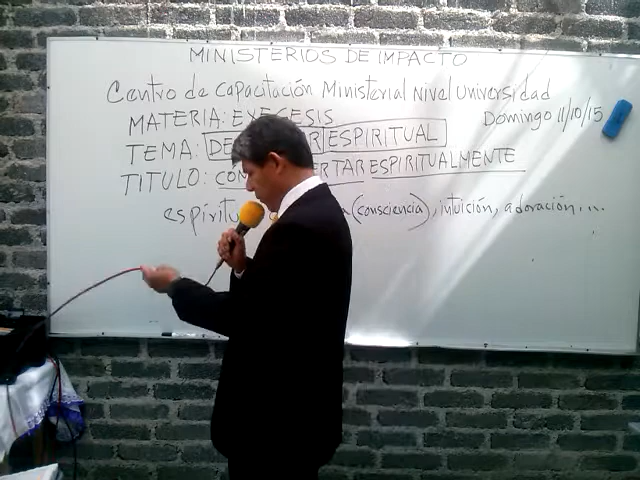 MINISTERIOS DE IMPACTO
Centro de Capacitación Ministerial Nivel Universidad
MATERIA: EXEGESIS
Domingo 11/10/15
TEMA: ESPIRITUAL
TITULO: ESPIRITUALMENTE
(consciencia), intuición, adoración,...